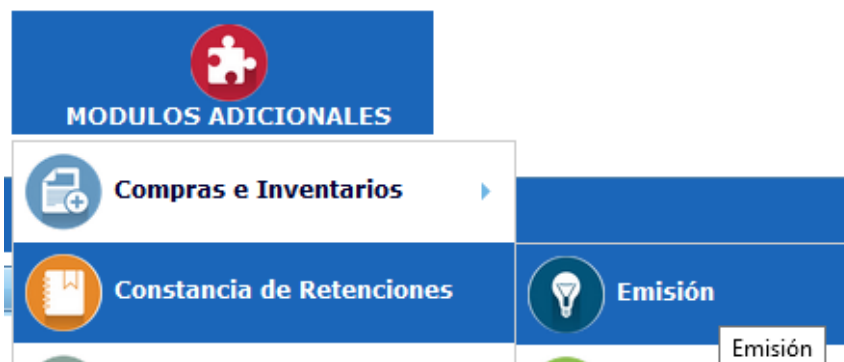 MODULOS ADICIONALES
Compras e Inventarios
Constancia de Retenciones
Emisión
Emisión